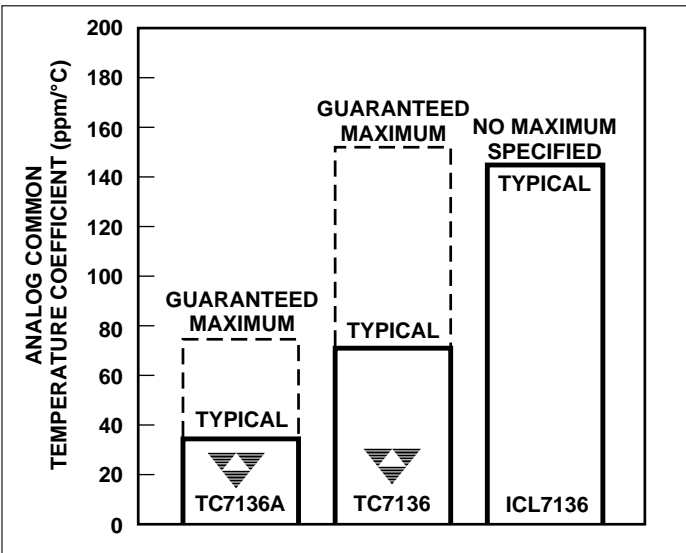 ANALOG COMMON
TEMPERATURE COEFFICIENT (ppm/°C)
200
180
160
140
120
100
80
60
40
20
0
GUARANTEED
MAXIMUM
TYPICAL
TC7136A
GUARANTEED
MAXIMUM
TYPICAL
TC7136
NO MAXIMUM
SPECIFIED
TYPICAL
ICL7136